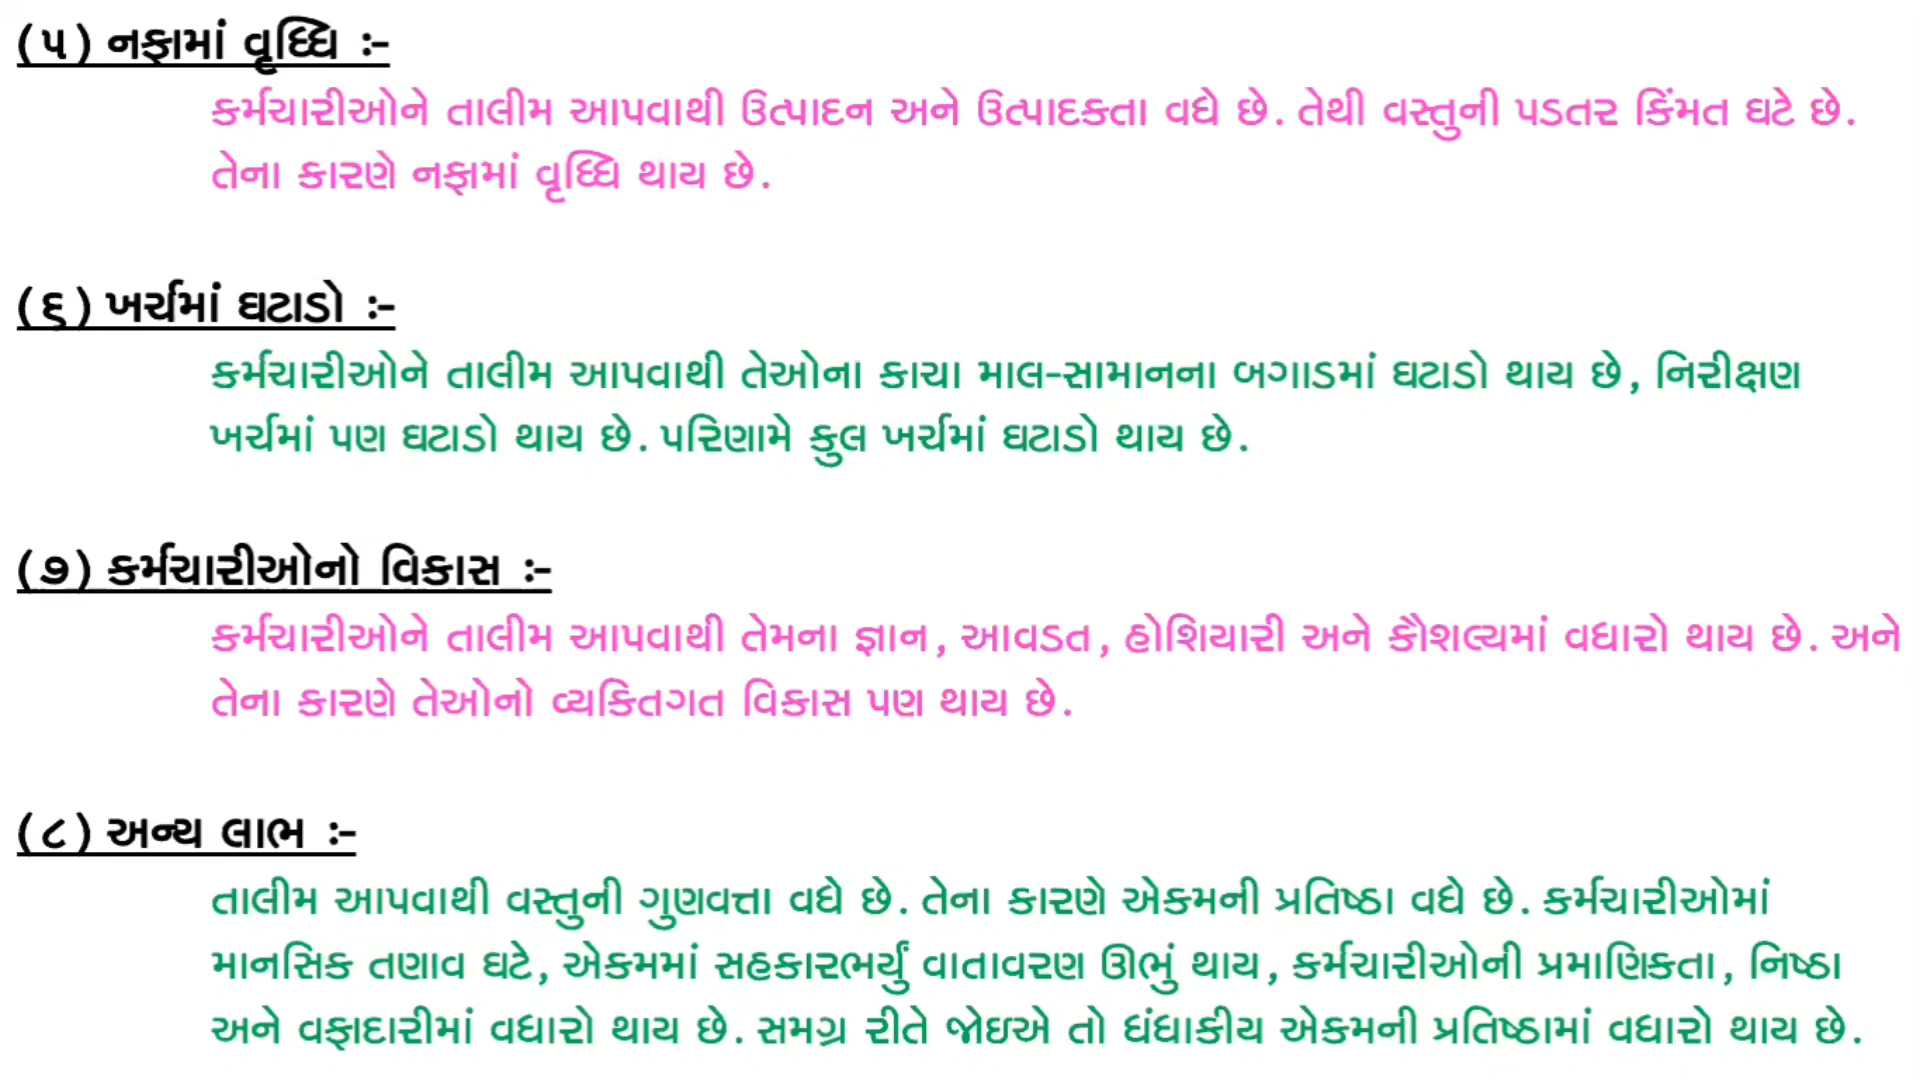 (૫) નફામાં વૃધ્ધિ :-
કર્મચારીઓને તાલીમ આપવાથી ઉત્પાદન અને ઉત્પાદકતા વધે છે. તેથી વસ્તુની પડતર કિંમત ઘટે છે.
તેના કારણે નફામાં વૃધ્ધિ થાય છે.
(૬) ખર્ચમાં ઘટાડો :-
કર્મચારીઓને તાલીમ આપવાથી તેઓના કાચા માલ-સામાનના બગાડમાં ઘટાડો થાય છે, નિરીક્ષણ
ખર્ચમાં પણ ઘટાડો થાય છે. પરિણામે કુલ ખર્ચમાં ઘટાડો થાય છે.
(૭) કર્મચારીઓનો વિકાસ :-
કર્મચારીઓને તાલીમ આપવાથી તેમના જ્ઞાન, આવડત, હોશિયારી અને કૌશલ્યમાં વધારો થાય છે. અને
તેના કારણે તેઓનો વ્યકિતગત વિકાસ પણ થાય છે.
(૮) અન્ય લાભ :-
તાલીમ આપવાથી વસ્તુની ગુણવત્તા વધે છે. તેના કારણે એકમની પ્રતિષ્ઠા વધે છે. કર્મચારીઓમાં
માનસિક તણાવ ઘટે, એકમમાં સહકારભર્યું વાતાવરણ ઊભું થાય, કર્મચારીઓની પ્રમાણિકતા, નિષ્ઠા
અને વફાદારીમાં વધારો થાય છે. સમગ્ર રીતે જોઇએ તો ધંધાકીય એકમની પ્રતિષ્ઠામાં વધારો થાય છે.